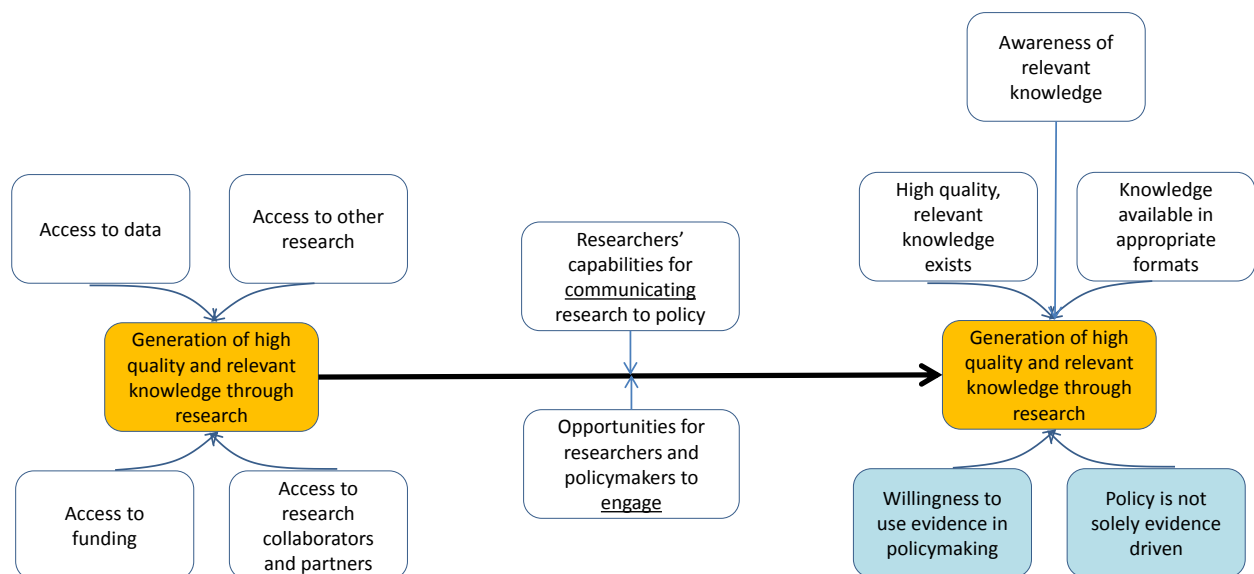 Awareness of
relevant
knowledge
Access to data
Access to other
research
High quality,
relevant
knowledge
exists
Knowledge
available in
appropriate
formats
Researchers’
capabilities for
communicating
research to policy
Generation of high
quality and relevant
knowledge through
research
Generation of high
quality and relevant
knowledge through
research
Opportunities for
researchers and
policymakers to
engage
Access to
funding
Access to
research
collaborators
and partners
Willingness to
use evidence in
policymaking
Policy is not
solely evidence
driven